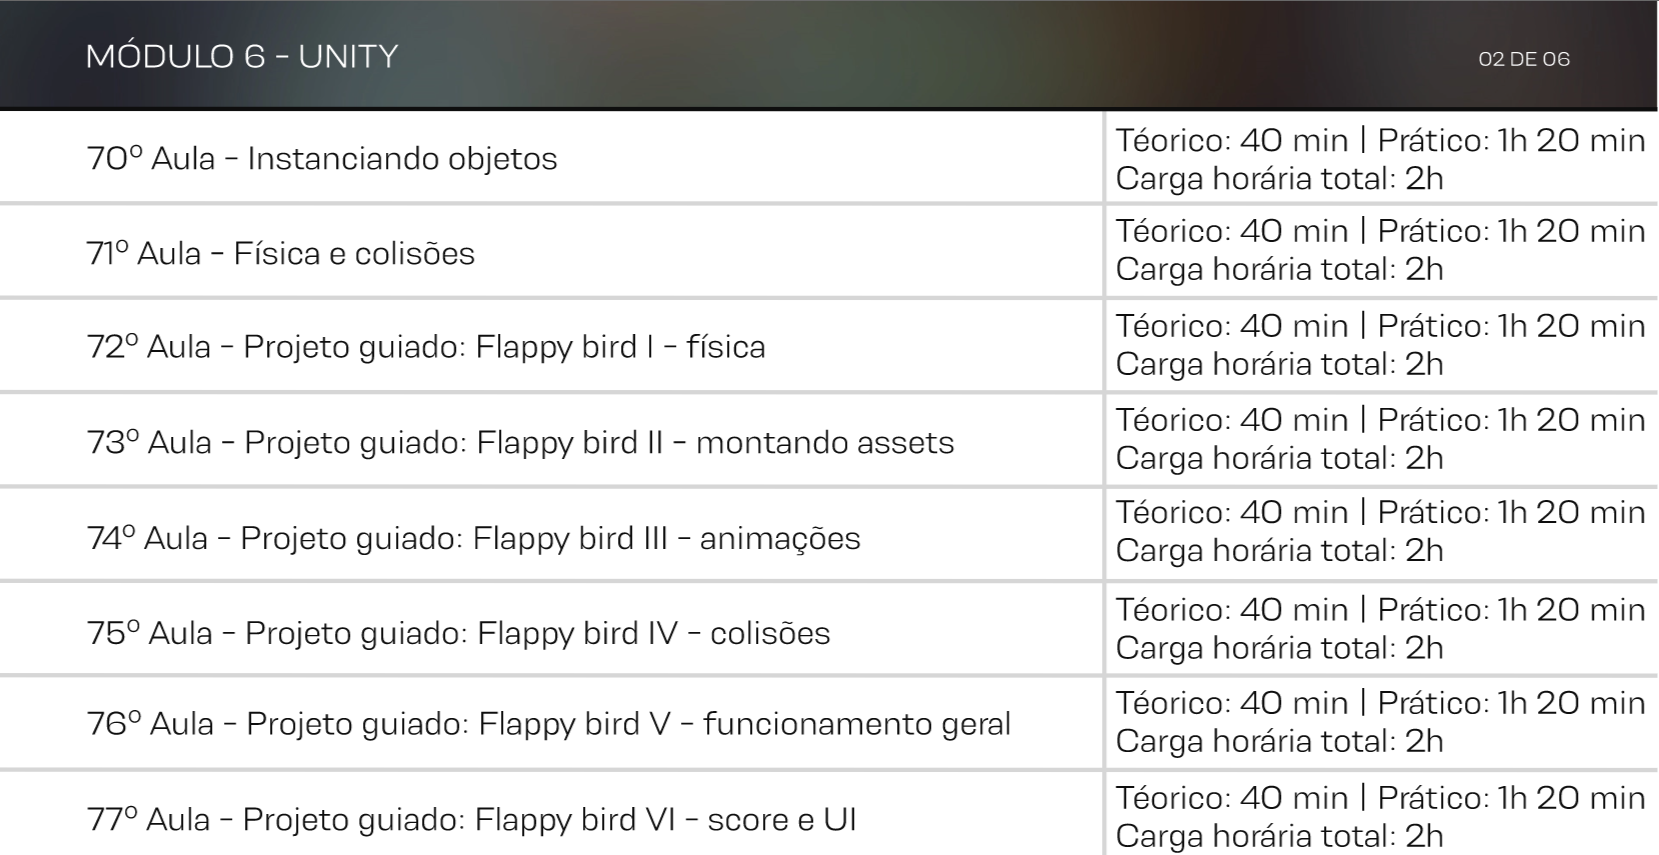 MÓDULO 6 - UNITY
02 DE 06
70º Aula - Instanciando objetos
Téorico: 40 min | Prático: 1h 20 min
Carga horária total: 2h
71º Aula - Física e colisões
Téorico: 40 min | Prático: 1h 20 min
Carga horária total: 2h
72º Aula - Projeto guiado: Flappy bird I - física
Téorico: 40 min | Prático: 1h 20 min
Carga horária total: 2h
73º Aula - Projeto guiado: Flappy bird II - montando assets
Téorico: 40 min | Prático: 1h 20 min
Carga horária total: 2h
74º Aula - Projeto guiado: Flappy bird III - animações
Téorico: 40 min | Prático: 1h 20 min
Carga horária total: 2h
75º Aula - Projeto guiado: Flappy bird IV - colisões
Téorico: 40 min | Prático: 1h 20 min
Carga horária total: 2h
76º Aula - Projeto guiado: Flappy bird V - funcionamento geral
Téorico: 40 min | Prático: 1h 20 min
Carga horária total: 2h
77º Aula - Projeto guiado: Flappy bird VI - score e UI
Téorico: 40 min | Prático: 1h 20 min
Carga horária total: 2h